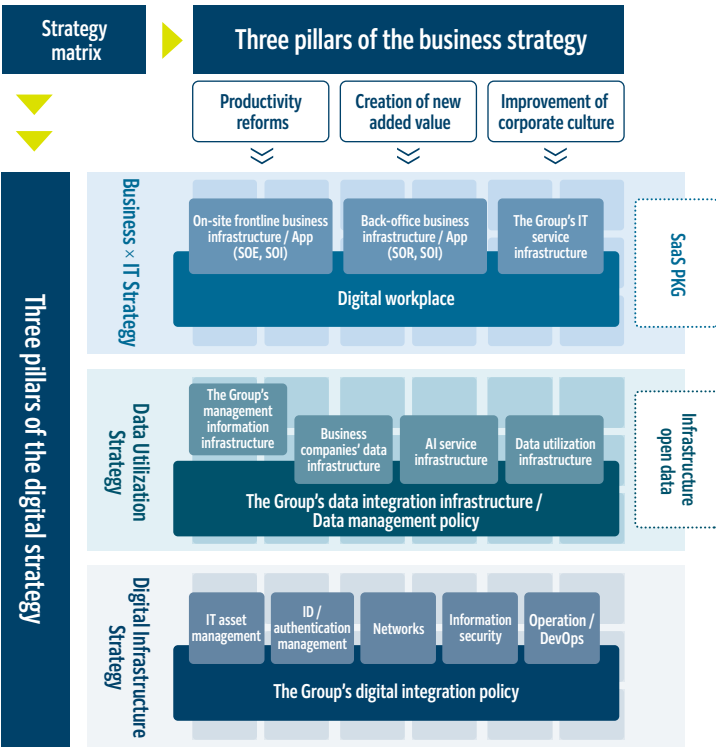 Strategy
matrix
Three pillars of the business strategy
Productivity
reforms
Creation of new
added value
Improvement of
corporate culture
Three pillars of the digital strategy
Business × IT Strategy
On-site frontline business
infrastructure / App
(SOE, SOI)
Back-office business
infrastructure / App
(SOR, SOI)
The Group's IT
service
infrastructure
Digital workplace
SaaS PKG
Data Utilization
Strategy
The Group's
management
information
infrastructure
Business
companies' data
infrastructure
AI service
infrastructure
Data utilization
infrastructure
The Group's data integration infrastructure /
Data management policy
Infrastructure
open data
Digital Infrastructure
Strategy
IT asset
management
ID /
authentication
management
Networks
Information
security
Operation /
DevOps
The Group's digital integration policy